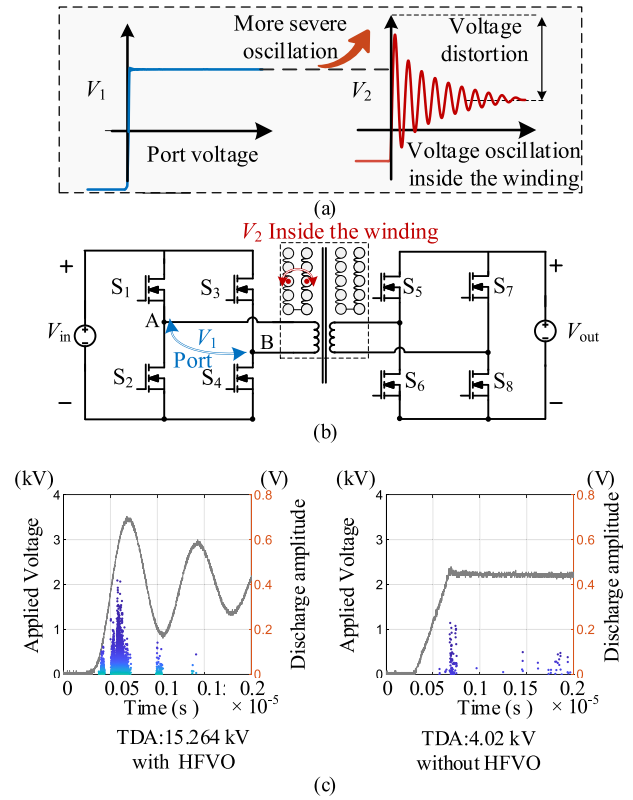 More severe
oscillation
Voltage
distortion
V1
V2
Port voltage
Voltage oscillation
inside the winding
(a)
V2 Inside the winding
+
+
S1
S3
S5
S7
A
Vin
V1
B
Vout
Port
S2
S4
S6
S8
−
−
(b)
(kV)
(V)
(kV)
(V)
4
0.8
4
0.8
3
0.6
3
0.6
2
0.4
2
0.4
1
0.2
1
0.2
0
0
0
0
Applied Voltage
Discharge amplitude
Applied Voltage
Discharge amplitude
0 0.05 0.1 0.1: 0.2
0 0.05 0.1 0.15 0.2
Time (s ) × 10-5
Time (s ) × 10-5
TDA:15.264 kV
with HFVO
TDA:4.02 kV
without HFVO
(c)